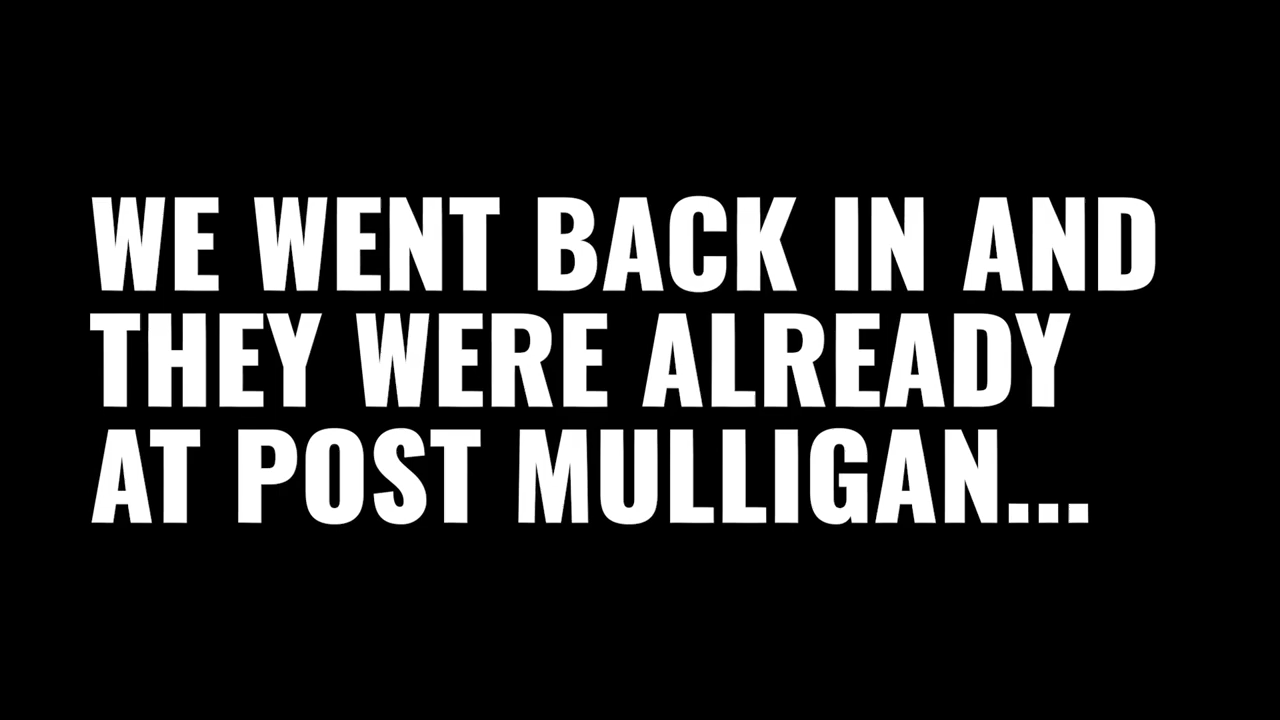 WE WENT BACK IN AND
THEY WERE ALREADY
AT POST MULLIGAN...